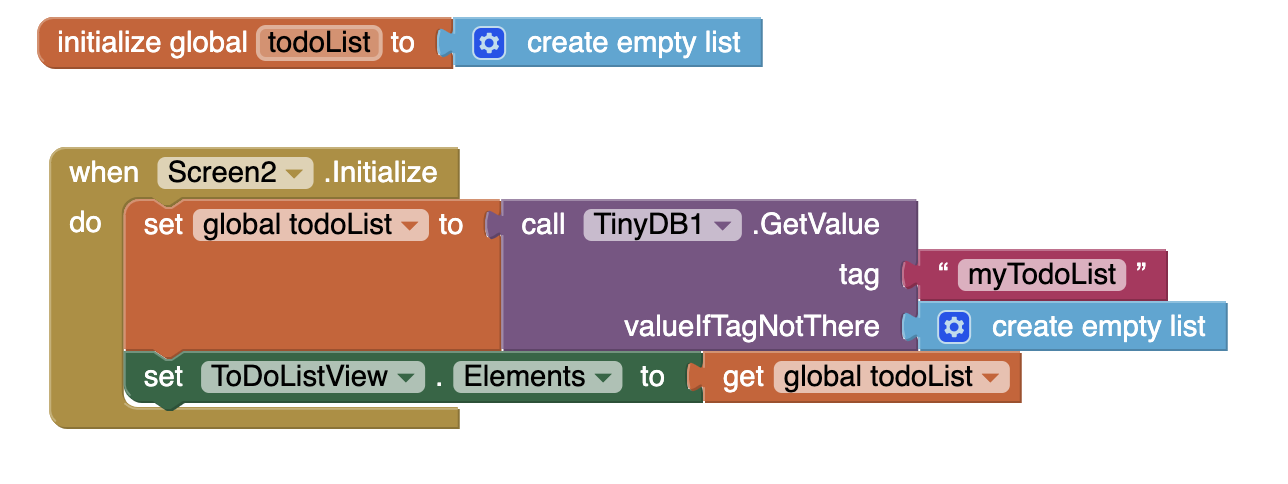 initialize global todoList to create empty list
when Screen2 .Initialize
do set global todoList to call TinyDB1 .GetValue
tag “ myTodoList ”
valueIfTagNotThere create empty list
set ToDoListView . Elements to get global todoList